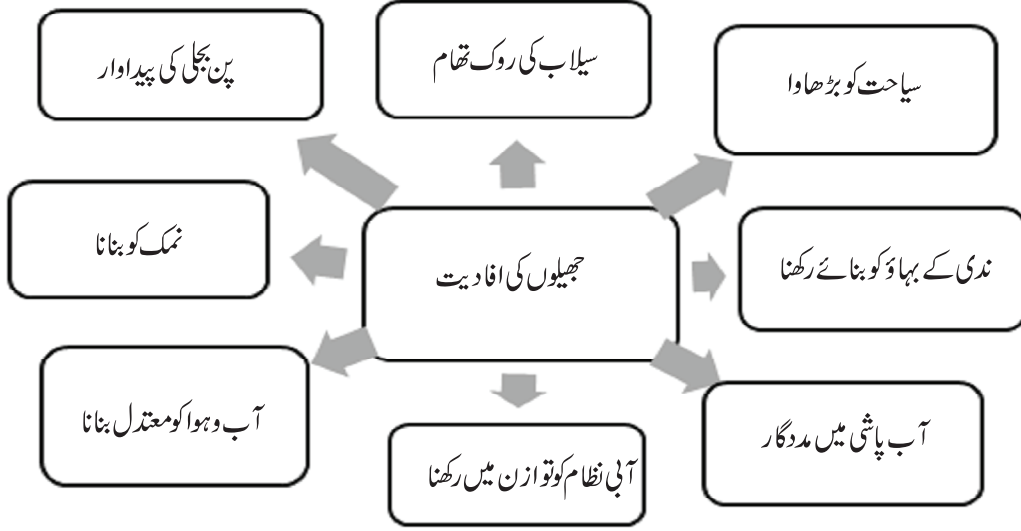 سیاحت کو بڑھاوا
سیلاب کی روک تھام
پن بجلی کی پیداوار
ندی کے بہاؤ کو بنائے رکھنا
جھیلوں کی افادیت
نمک کو بنانا
آب پاشی میں مددگار
آبی نظام کو توازن میں رکھنا
آب و ہوا کو معتدل بنانا